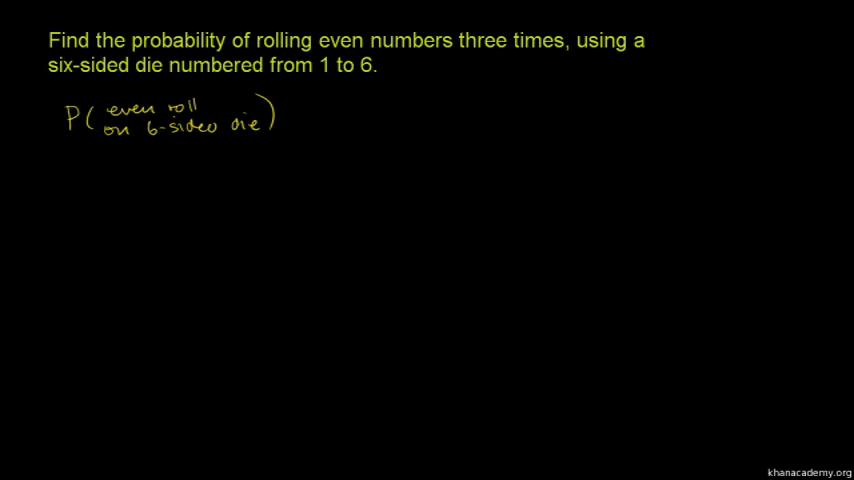 Find the probability of rolling even numbers three times, using a
six-sided die numbered from 1 to 6.
P( even roll
on 6-sided die )
khanacademy.org